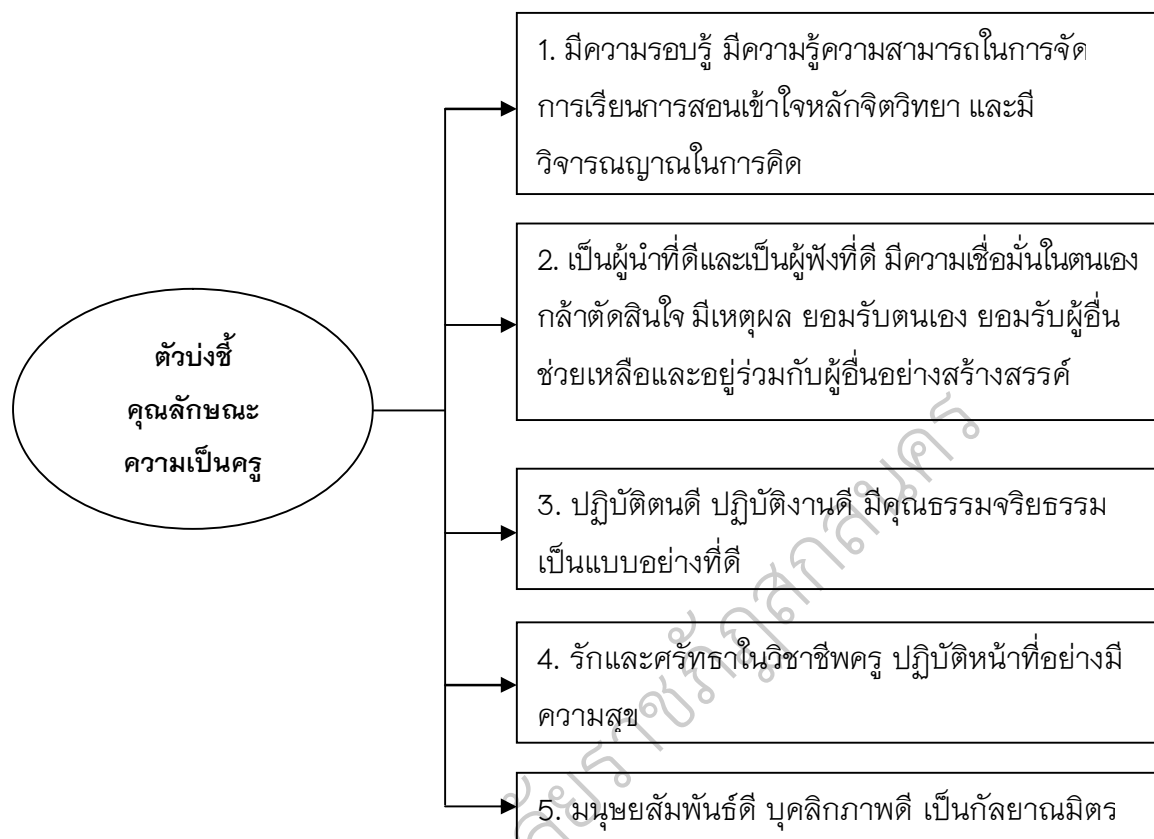 ตัวบ่งชี้
คุณลักษณะ
ความเป็นครู
1. มีความรอบรู้ มีความรู้ความสามารถในการจัด
การเรียนการสอนเข้าใจหลักจิตวิทยา และมี
วิจารณญาณในการคิด
2. เป็นผู้นำที่ดีและเป็นผู้ฟังที่ดี มีความเชื่อมั่นในตนเอง
กล้าตัดสินใจ มีเหตุผล ยอมรับตนเอง ยอมรับผู้อื่น
ช่วยเหลือและอยู่ร่วมกับผู้อื่นอย่างสร้างสรรค์
3. ปฏิบัติตนดี ปฏิบัติงานดี มีคุณธรรมจริยธรรม
เป็นแบบอย่างที่ดี
4. รักและศรัทธาในวิชาชีพครู ปฏิบัติหน้าที่อย่างมี
ความสุข
5. มนุษยสัมพันธ์ดี บุคลิกภาพดี เป็นกัลยาณมิตร
ลัยราชภัฏสกลนคร